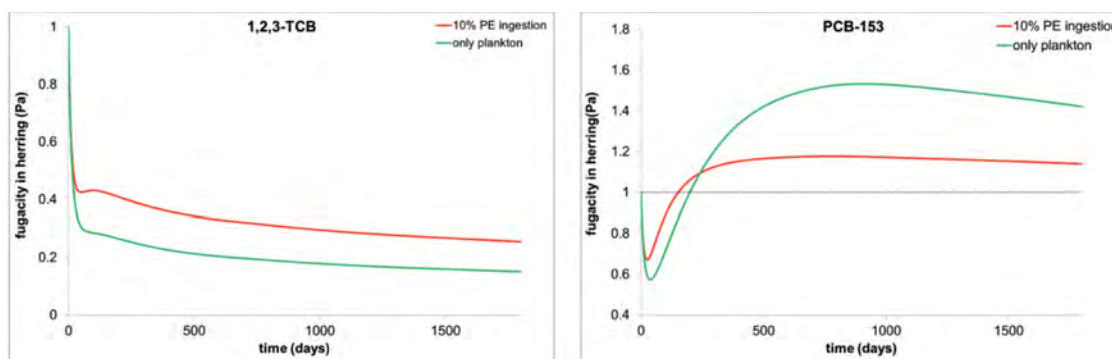 1,2,3-TCB
10% PE ingestion
only plankton
fugacity in herring (Pa)
1
0.8
0.6
0.4
0.2
0
0
500
1000
1500
time (days)
PCB-153
10% PE ingestion
only plankton
fugacity in herring(Pa)
1.8
1.6
1.4
1.2
1
0.8
0.6
0.4
0
500
1000
1500
time (days)